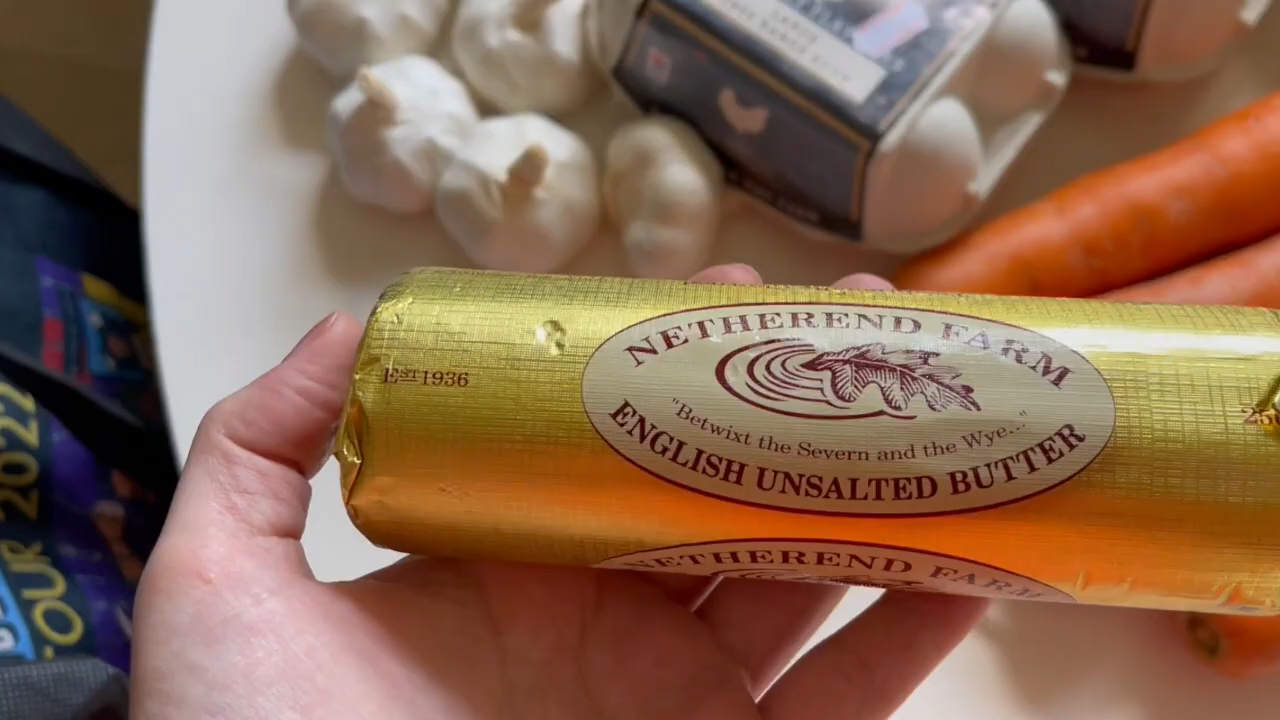 NETHEREND FARM
EST 1936
"Betwixt the Severn and the Wye..."
ENGLISH UNSALTED BUTTER
NETHEREND FARM
OUR 2022